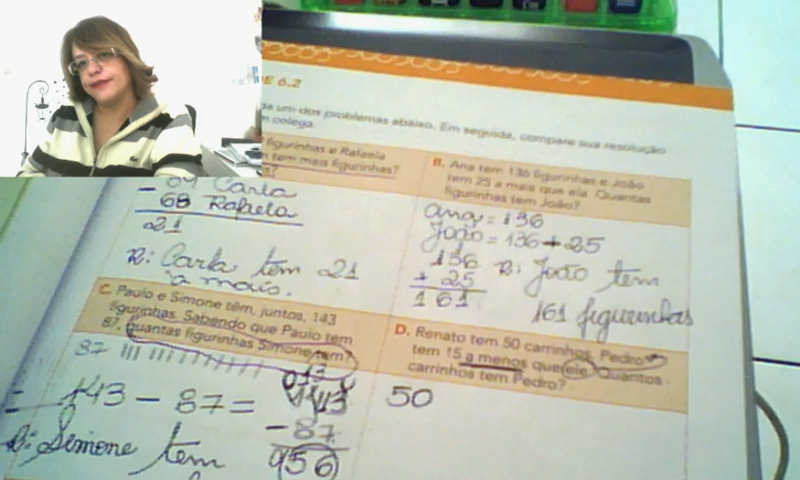 E 6.2
um dos problemas abaixo. Em seguida, compare sua resolução
colega.
figurinhas e Rafaela
tem mais figurinhas?
Carla
- 68 Rafaela
21
R: Carla tem 21
a mais.
B. Ana tem 136 figurinhas e João
tem 25 a mais que ela. Quantas
figurinhas tem João?
ana = 136
João = 136 + 25
136
+ 25
161
R: João tem
161 figurinhas
C. Paulo e Simone têm, juntos, 143
figurinhas. Sabendo que Paulo tem
87, quantas figurinhas Simone tem?
87
= 143 - 87 =
143
- 87
056
R: Simone tem
D. Renato tem 50 carrinhos. Pedro
tem 15 a menos que ele. Quantos
carrinhos tem Pedro?
50